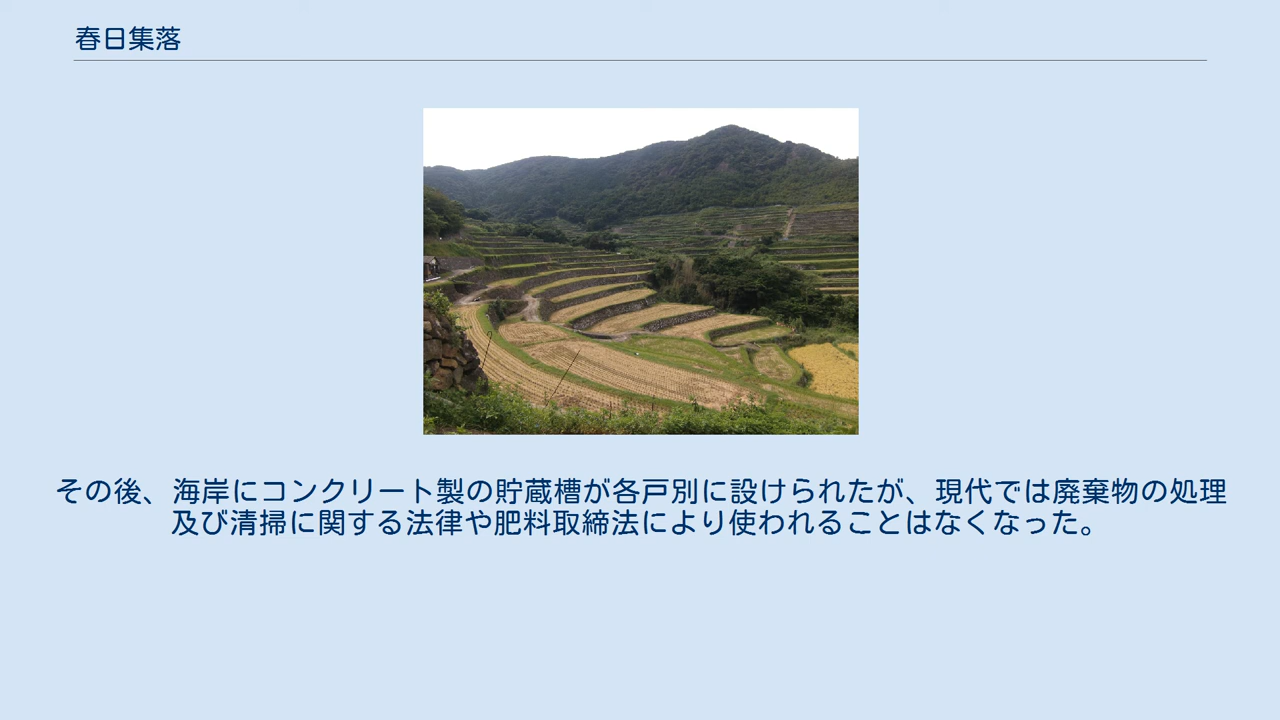 春日集落
その後、海岸にコンクリート製の貯蔵槽が各戸別に設けられたが、現代では廃棄物の処理
及び清掃に関する法律や肥料取締法により使われることはなくなった。